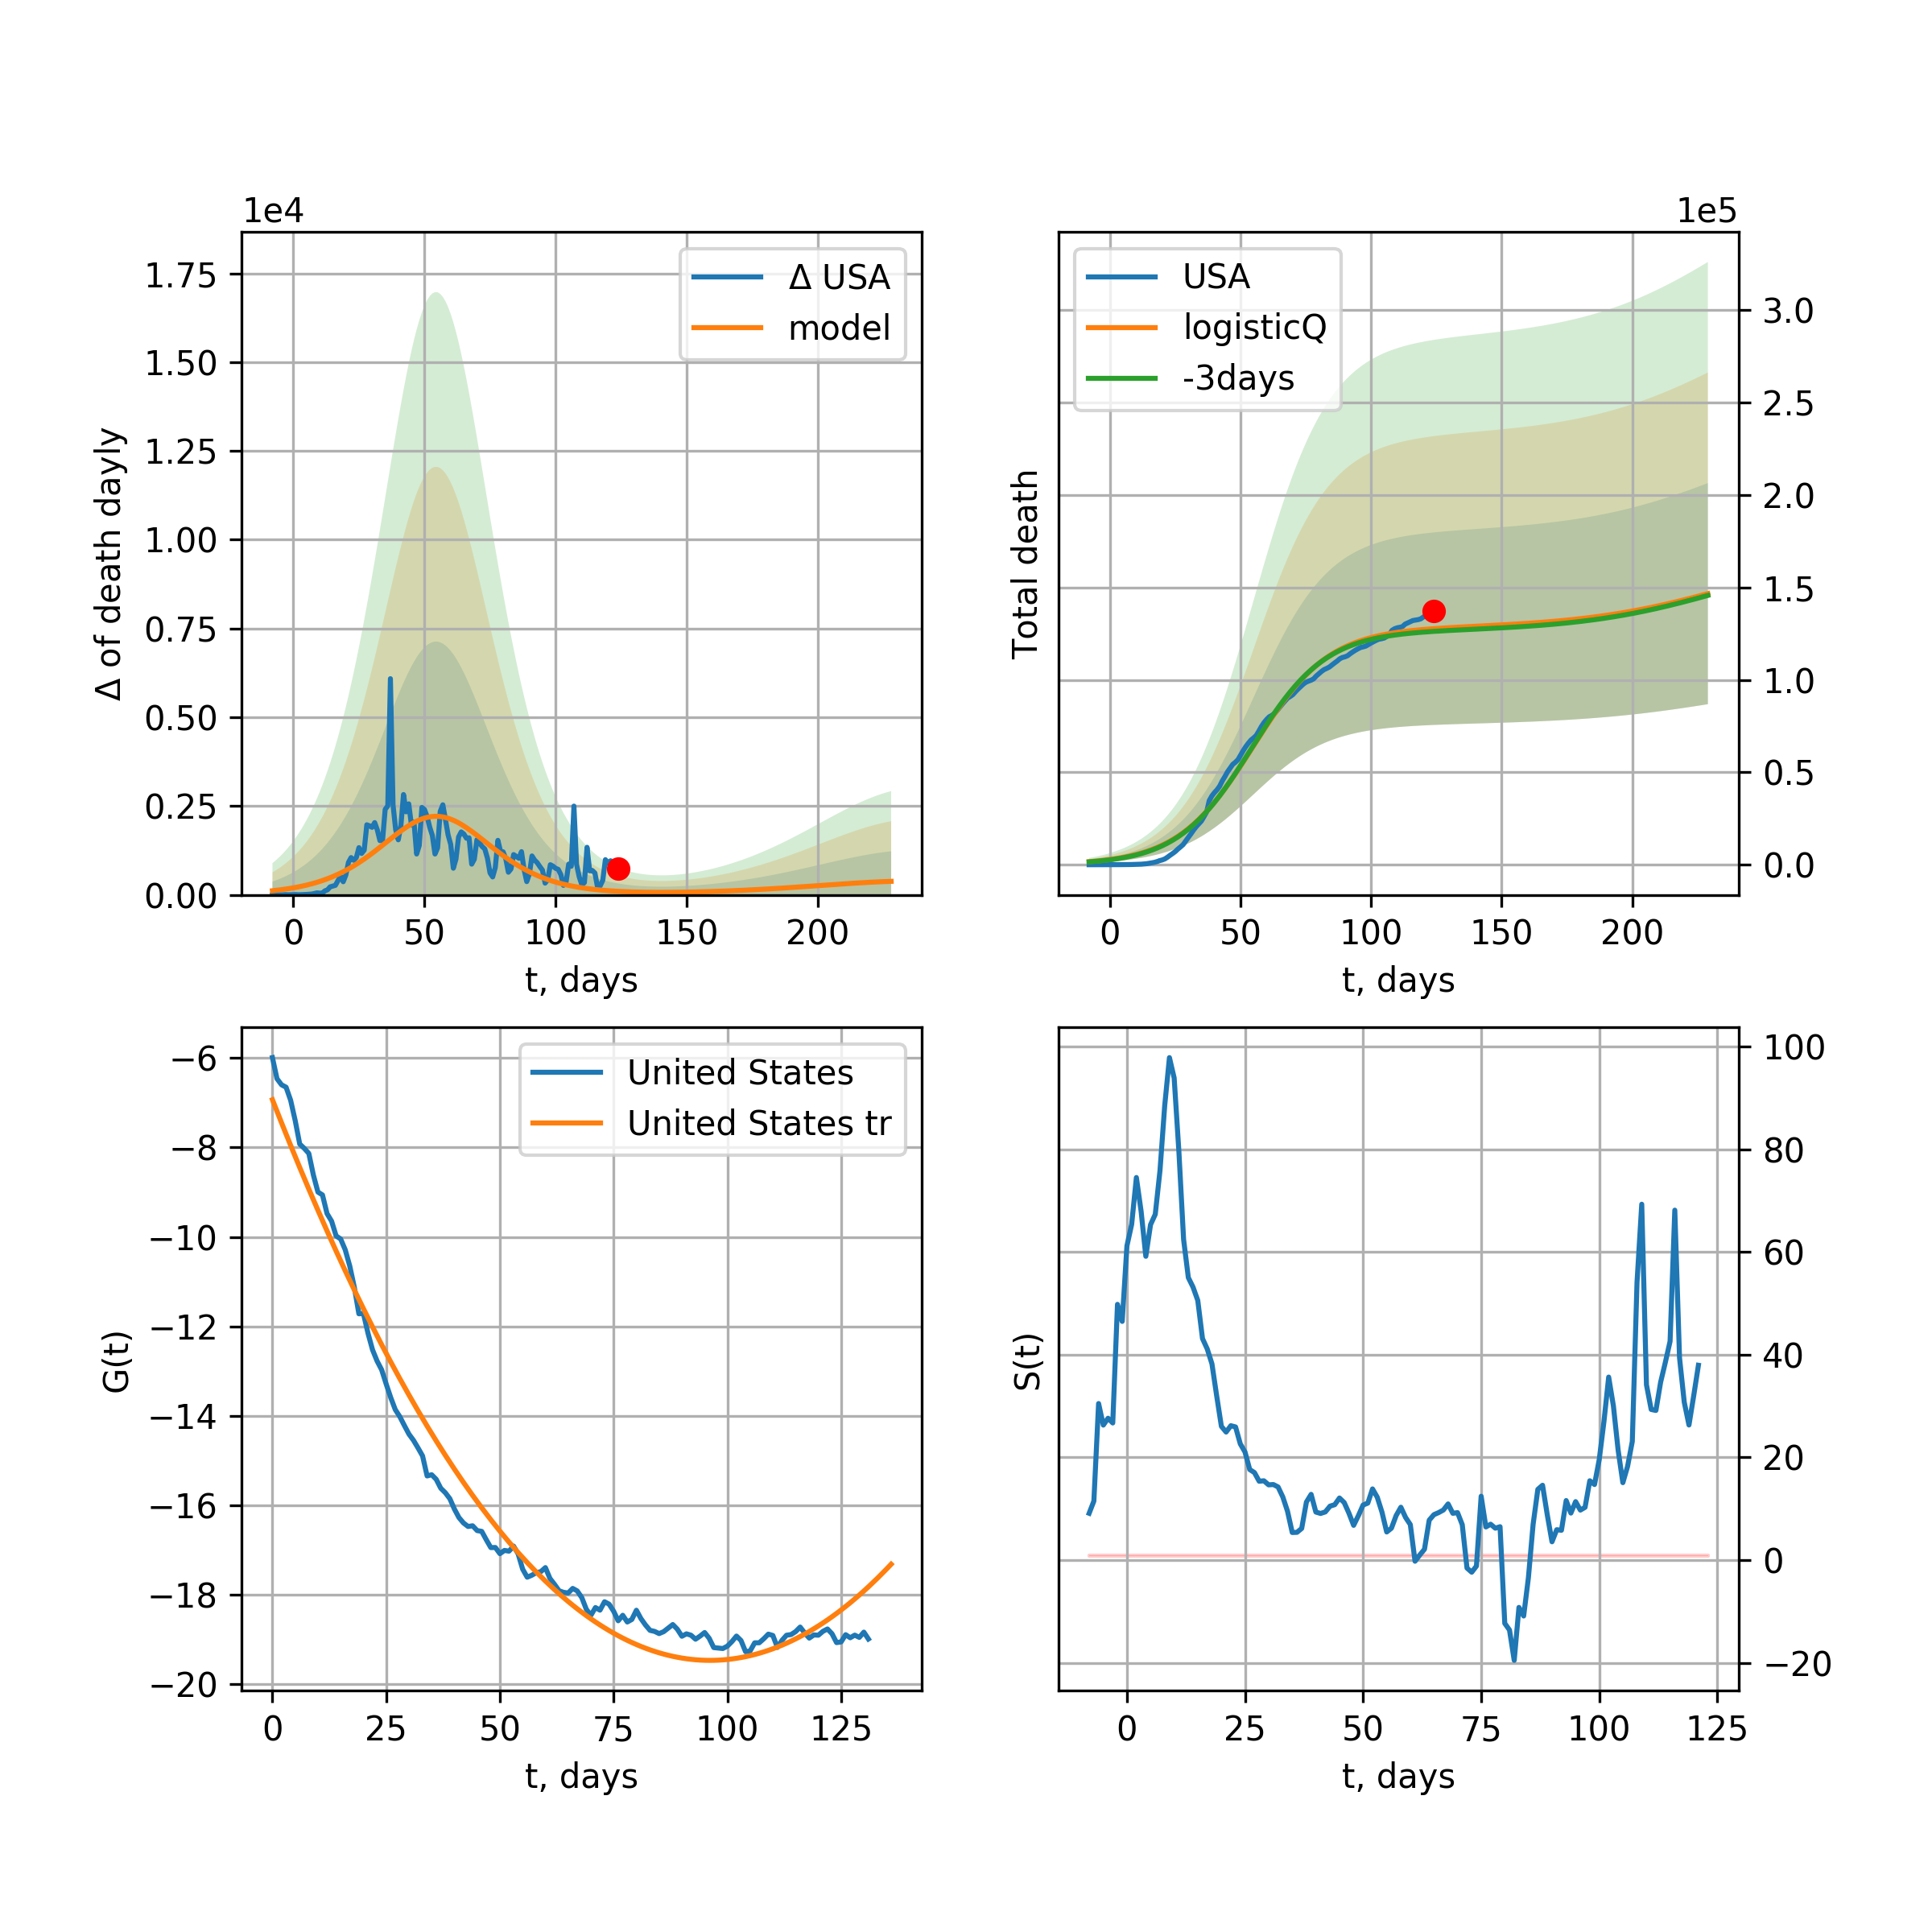 1e4
Δ USA
model
1.75
1.50
1.25
1.00
0.75
0.50
0.25
0.00
Δ of death dayly
0 50 100 150 200
t, days
1e5
USA
logisticQ
-3days
3.0
2.5
2.0
1.5
1.0
0.5
0.0
Total death
0 50 100 150 200
t, days
United States
United States tr
−6
−8
−10
−12
−14
−16
−18
−20
G(t)
0 25 50 75 100 125
t, days
100
80
60
40
20
0
−20
S(t)
0 25 50 75 100 125
t, days